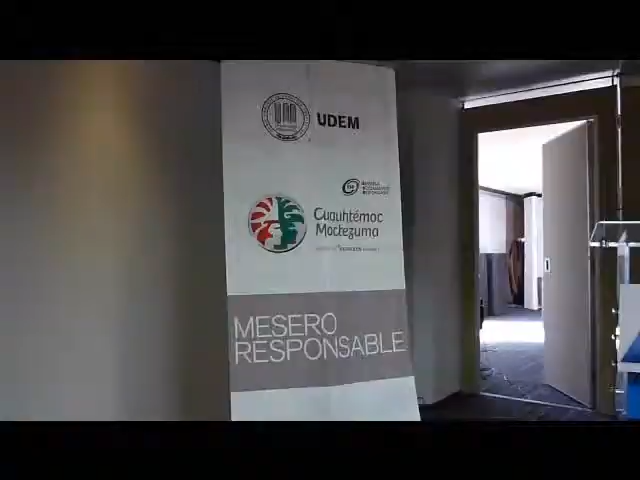 UDEM
Cuauhtémoc
Moctezuma
MESERO
RESPONSABLE